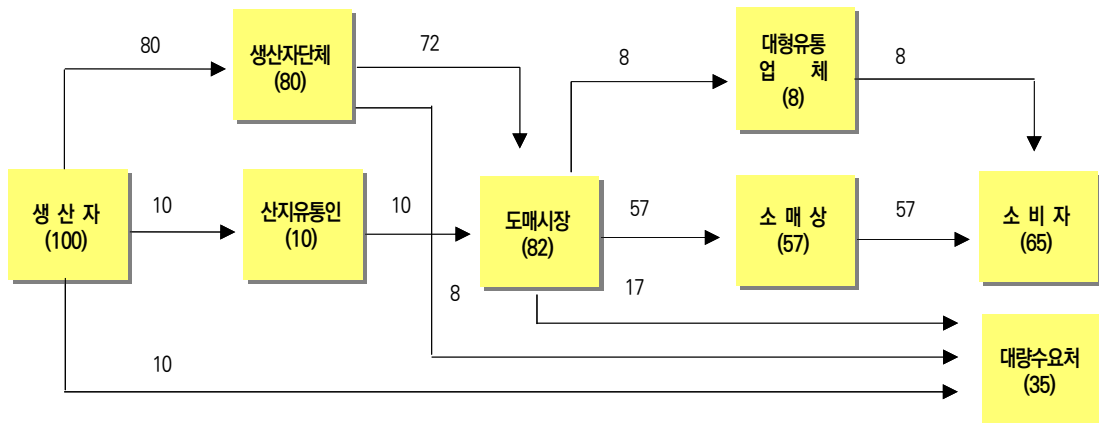 80
생산자단체
(80)
72
8
대형유통
업 체
(8)
8
생 산 자
(100)
10
산지유통인
(10)
10
도매시장
(82)
57
소 매 상
(57)
57
소 비 자
(65)
8
17
10
대량수요처
(35)